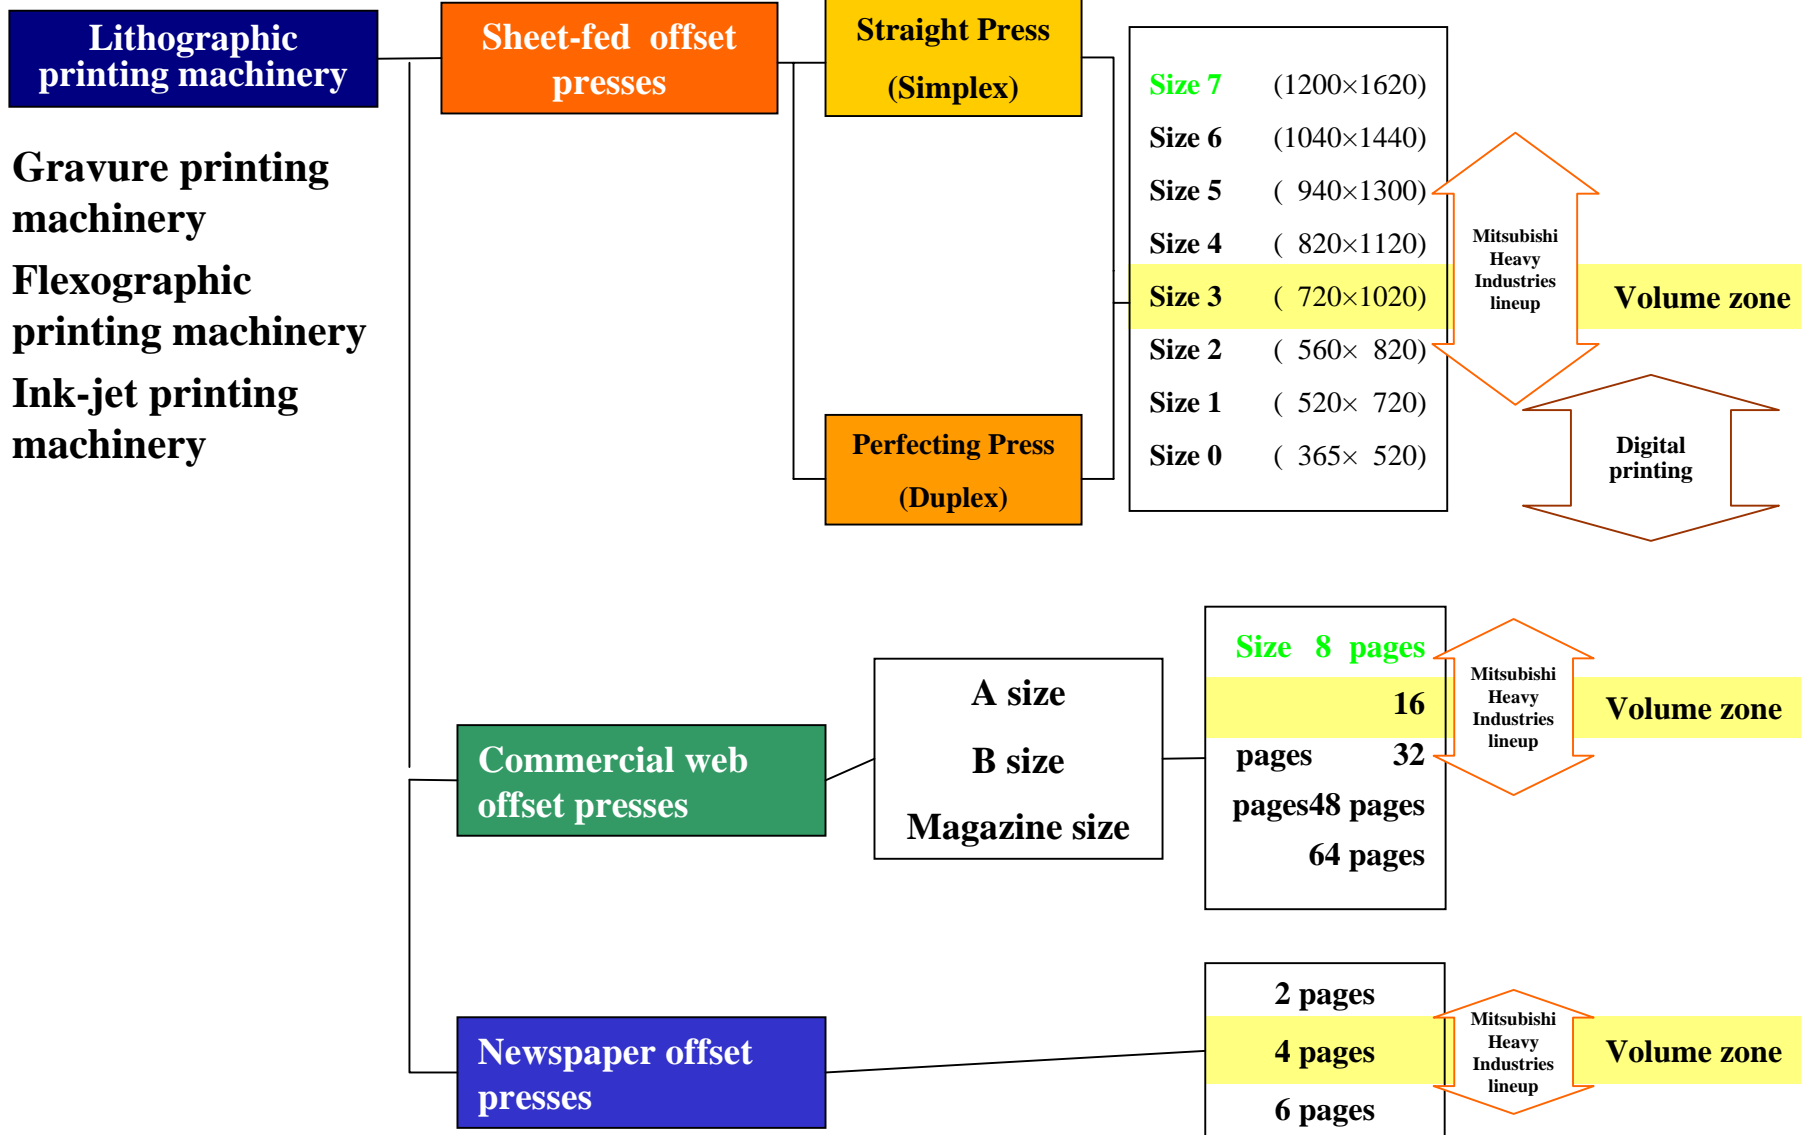 Lithographic
printing machinery
Gravure printing
machinery
Flexographic
printing machinery
Ink-jet printing
machinery
Sheet-fed offset
presses
Straight Press
(Simplex)
Perfecting Press
(Duplex)
Size 7 (1200×1620)
Size 6 (1040×1440)
Size 5 ( 940×1300)
Size 4 ( 820×1120)
Size 3 ( 720×1020)
Size 2 ( 560× 820)
Size 1 ( 520× 720)
Size 0 ( 365× 520)
Mitsubishi
Heavy
Industries
lineup
Volume zone
Digital
printing
Commercial web
offset presses
A size
B size
Magazine size
Size 8 pages
16
pages 32
pages48 pages
64 pages
Mitsubishi
Heavy
Industries
lineup
Volume zone
Newspaper offset
presses
2 pages
4 pages
6 pages
Mitsubishi
Heavy
Industries
lineup
Volume zone